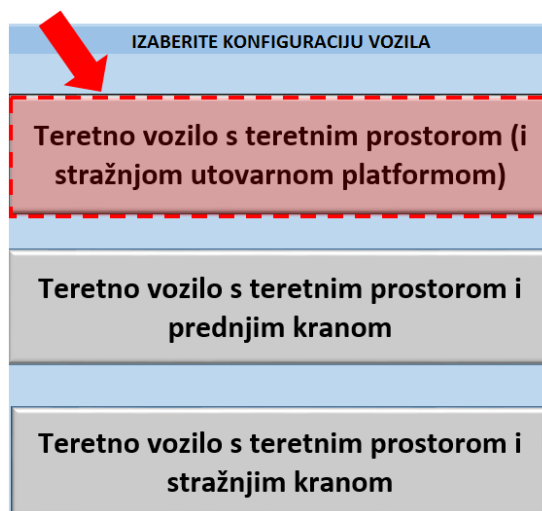 IZABERITE KONFIGURACIJU VOZILA
Teretno vozilo s teretnim prostorom (i
stražnjom utovarnom platformom)
Teretno vozilo s teretnim prostorom i
prednjim kranom
Teretno vozilo s teretnim prostorom i
stražnjim kranom